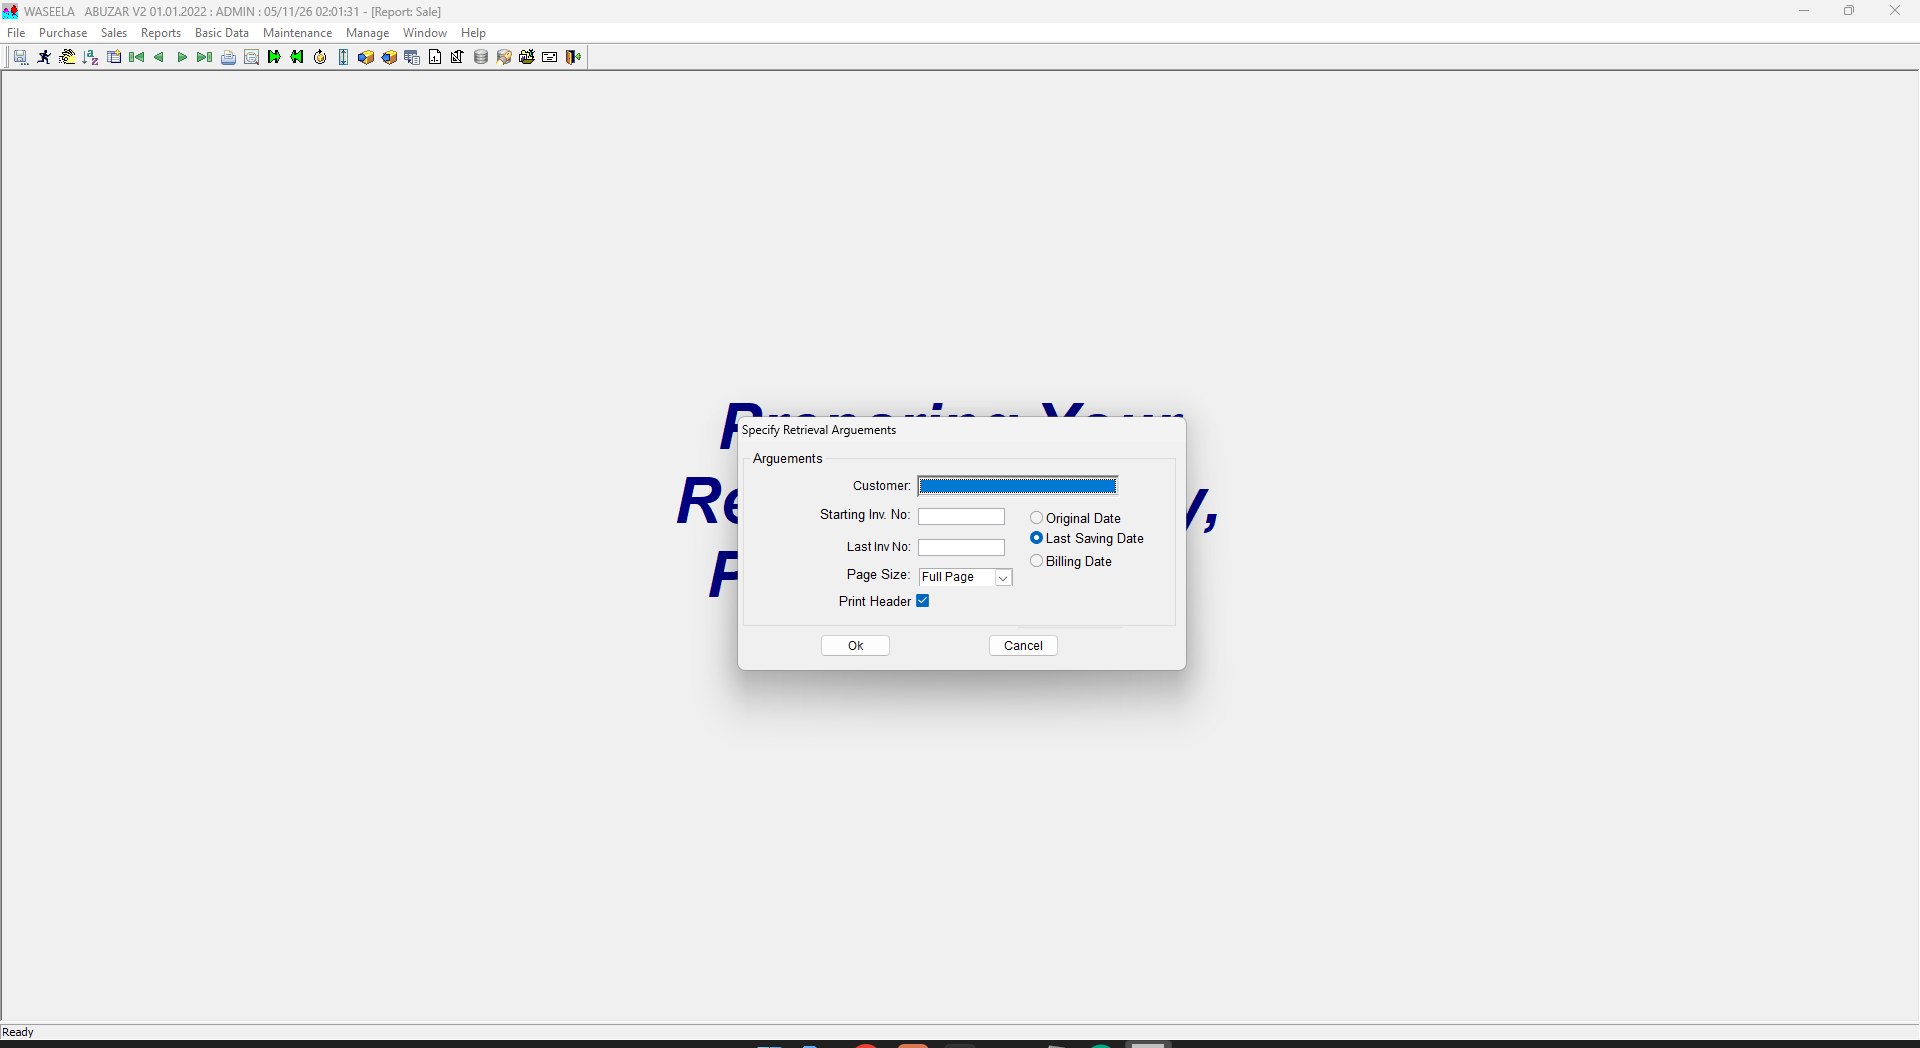 WASEELA   ABUZAR V2 01.01.2022 : ADMIN : 05/11/26 02:01:31 - [Report: Sale]
File Purchase Sales Reports Basic Data Maintenance Manage Window Help
Specify Retrieval Arguements
Arguements
Customer:
Starting Inv. No:
Original Date
Last Saving Date
Last Inv No:
Billing Date
Page Size: Full Page
Print Header
Ok Cancel
Ready